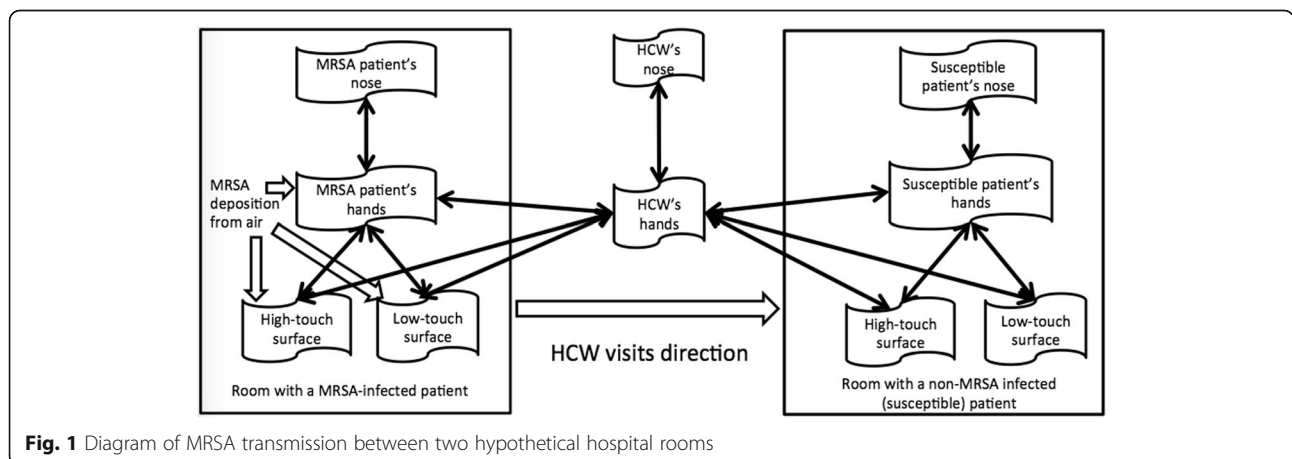 MRSA patient's
nose
HCW's
nose
Susceptible
patient's nose
MRSA
deposition
from air
MRSA patient's
hands
HCW's
hands
Susceptible patient's
hands
High-touch
surface
Low-touch
surface
HCW visits direction
High-touch
surface
Low-touch
surface
Room with a MRSA-infected patient
Room with a non-MRSA infected
(susceptible) patient
Fig. 1 Diagram of MRSA transmission between two hypothetical hospital rooms